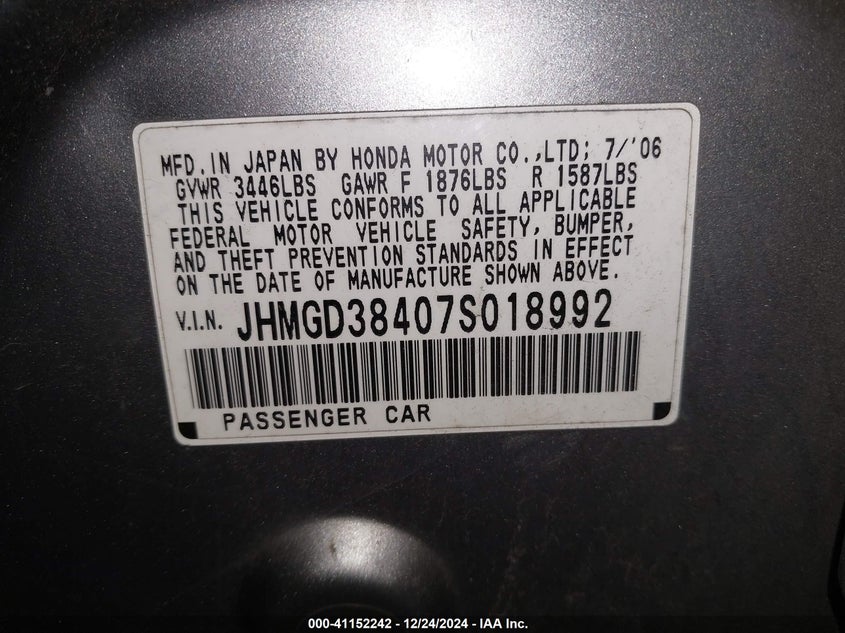 MFD. IN JAPAN BY HONDA MOTOR CO.,LTD; 7/'06
GVWR 3446LBS GAWR F 1876LBS R 1587LBS
THIS VEHICLE CONFORMS TO ALL APPLICABLE
FEDERAL MOTOR VEHICLE SAFETY, BUMPER,
AND THEFT PREVENTION STANDARDS IN EFFECT
ON THE DATE OF MANUFACTURE SHOWN ABOVE.
V.I.N. JHMGD38407S018992
PASSENGER CAR
000-41152242 - 12/24/2024 - IAA Inc.